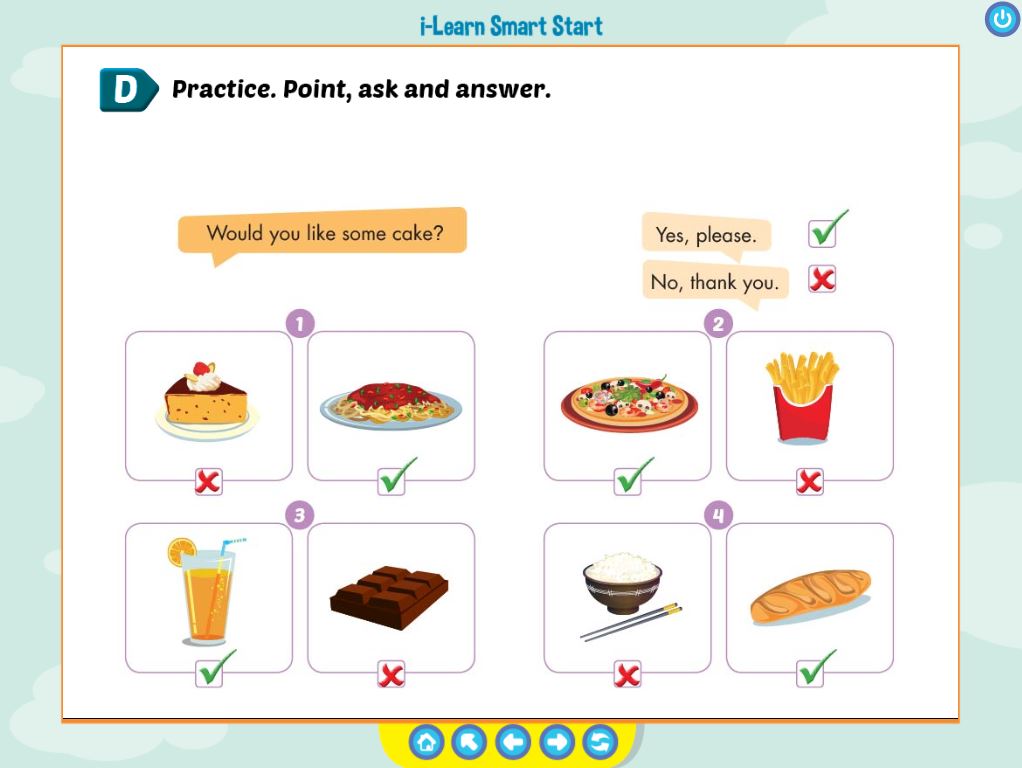 i-Learn Smart Start
D Practice. Point, ask and answer.
Would you like some cake?
Yes, please.
No, thank you.
1
2
3
4